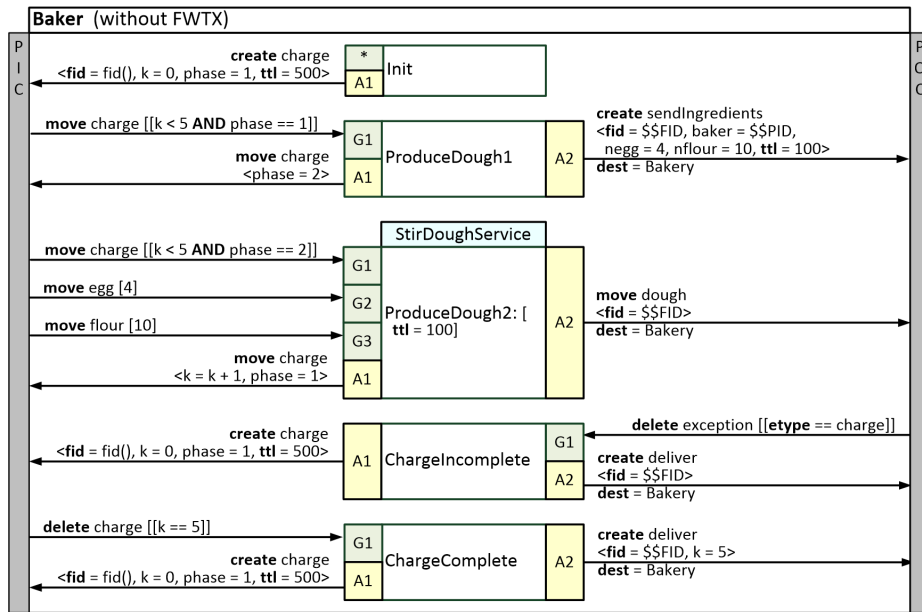 Baker (without FWTX)
P
I
C
P
O
C
create charge
<fid = fid(), k = 0, phase = 1, ttl = 500>
*
A1
Init
move charge [[k < 5 AND phase == 1]]
move charge
<phase = 2>
G1
A1
ProduceDough1
A2
create sendIngredients
<fid = $$FID, baker = $$PID,
negg = 4, nflour = 10, ttl = 100>
dest = Bakery
StirDoughService
move charge [[k < 5 AND phase == 2]]
move egg [4]
move flour [10]
move charge
<k = k + 1, phase = 1>
G1
G2
G3
A1
ProduceDough2: [
ttl = 100]
A2
move dough
<fid = $$FID>
dest = Bakery
create charge
<fid = fid(), k = 0, phase = 1, ttl = 500>
A1
ChargeIncomplete
G1
A2
delete exception [[etype == charge]]
create deliver
<fid = $$FID>
dest = Bakery
delete charge [[k == 5]]
create charge
<fid = fid(), k = 0, phase = 1, ttl = 500>
G1
A1
ChargeComplete
A2
create deliver
<fid = $$FID, k = 5>
dest = Bakery